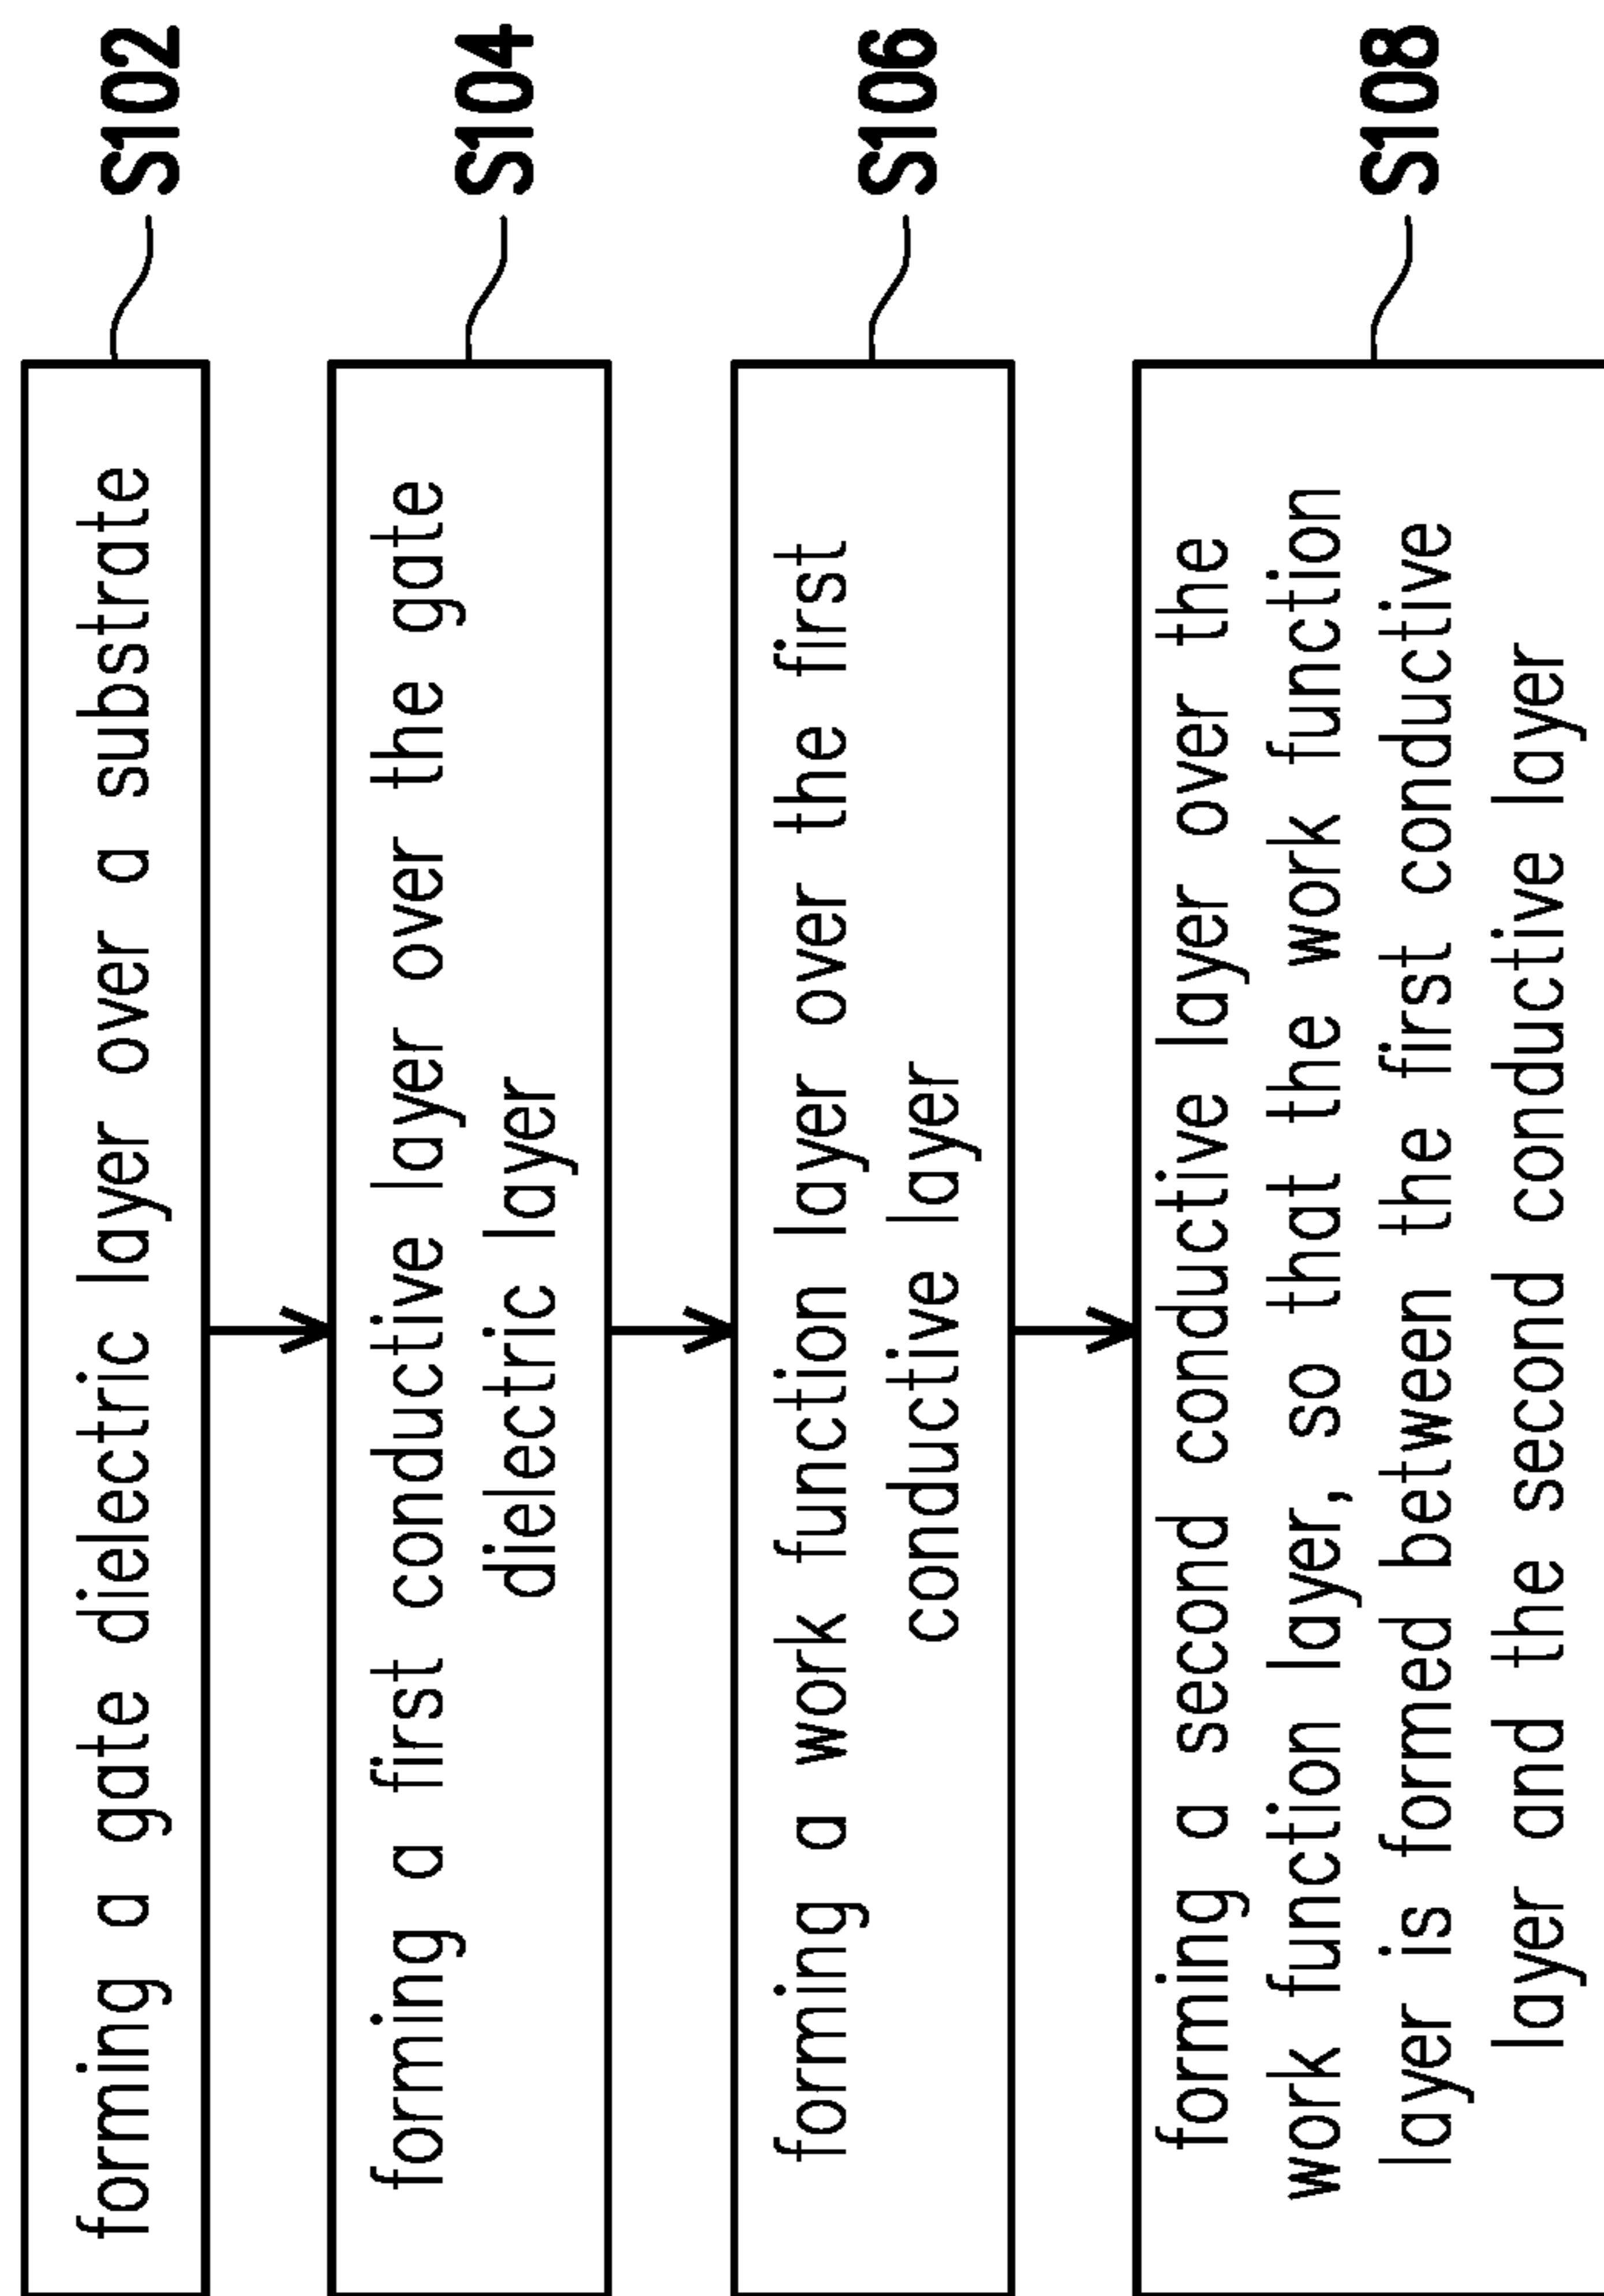 forming a gate dielectric layer over a substrate
S102
forming a first conductive layer over the gate
dielectric layer
S104
forming a work function layer over the first
conductive layer
S106
forming a second conductive layer over the
work function layer, so that the work function
layer is formed between the first conductive
layer and the second conductive layer
S108